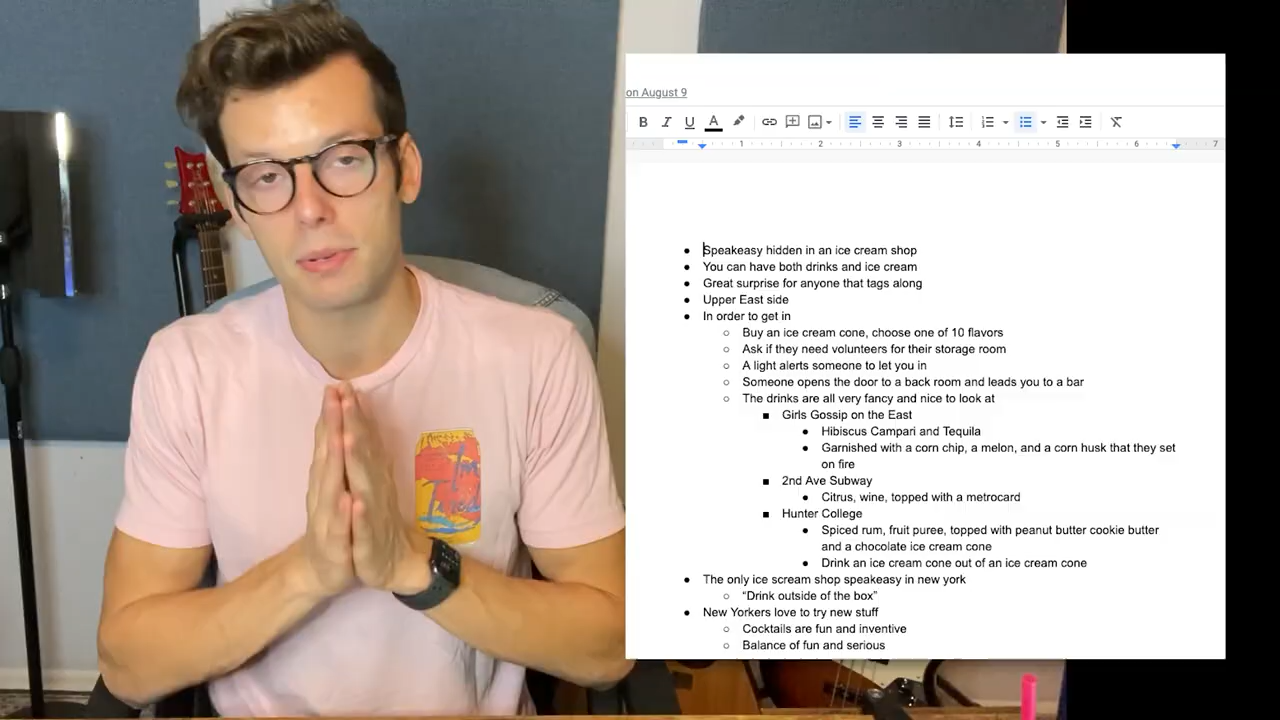 on August 9
B I U A
1 2 3 4 5 6 7
● Speakeasy hidden in an ice cream shop
● You can have both drinks and ice cream
● Great surprise for anyone that tags along
● Upper East side
● In order to get in
○ Buy an ice cream cone, choose one of 10 flavors
○ Ask if they need volunteers for their storage room
○ A light alerts someone to let you in
○ Someone opens the door to a back room and leads you to a bar
○ The drinks are all very fancy and nice to look at
■ Girls Gossip on the East
● Hibiscus Campari and Tequila
● Garnished with a corn chip, a melon, and a corn husk that they set
on fire
■ 2nd Ave Subway
● Citrus, wine, topped with a metrocard
■ Hunter College
● Spiced rum, fruit puree, topped with peanut butter cookie butter
and a chocolate ice cream cone
● Drink an ice cream cone out of an ice cream cone
● The only ice scream shop speakeasy in new york
○ “Drink outside of the box”
● New Yorkers love to try new stuff
○ Cocktails are fun and inventive
○ Balance of fun and serious